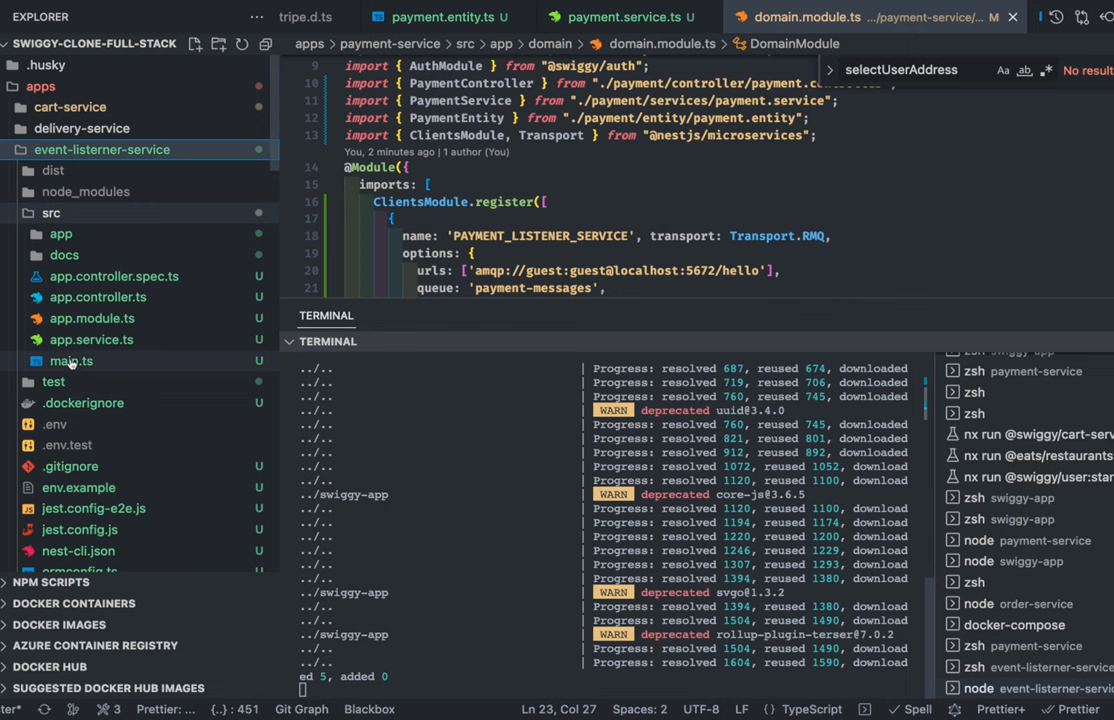 EXPLORER
SWIGGY-CLONE-FULL-STACK
.husky
apps
cart-service
delivery-service
event-listerner-service
dist
node_modules
src
app
docs
app.controller.spec.ts U
app.controller.ts U
app.module.ts U
app.service.ts U
main.ts U
test
.dockerignore U
.env
.env.test
.gitignore U
env.example U
jest.config-e2e.js U
jest.config.js U
nest-cli.json U
ormconfig.ts U
NPM SCRIPTS
DOCKER CONTAINERS
DOCKER IMAGES
AZURE CONTAINER REGISTRY
DOCKER HUB
SUGGESTED DOCKER HUB IMAGES
tripe.d.ts
payment.entity.ts U
payment.service.ts U
domain.module.ts .../payment-service/... M
apps > payment-service > src > app > domain > domain.module.ts > DomainModule
selectUserAddress Aa ab No result
9 import { AuthModule } from "@swiggy/auth";
10 import { PaymentController } from "./payment/controller/payment.controller";
11 import { PaymentService } from "./payment/services/payment.service";
12 import { PaymentEntity } from "./payment/entity/payment.entity";
13 import { ClientsModule, Transport } from "@nestjs/microservices";
You, 2 minutes ago | 1 author (You)
14 @Module({
15 imports: [
16 ClientsModule.register([
17 {
18 name: 'PAYMENT_LISTENER_SERVICE', transport: Transport.RMQ,
19 options: {
20 urls: ['amqp://guest:guest@localhost:5672/hello'],
21 queue: 'payment-messages',
TERMINAL
TERMINAL
../.. | Progress: resolved 687, reused 674, downloaded
../.. | Progress: resolved 719, reused 706, downloaded
../.. | Progress: resolved 760, reused 745, downloaded
../.. | WARN deprecated uuid@3.4.0
../.. | Progress: resolved 760, reused 745, downloaded
../.. | Progress: resolved 821, reused 801, downloaded
../.. | Progress: resolved 912, reused 892, downloaded
../.. | Progress: resolved 1072, reused 1052, download
../.. | Progress: resolved 1120, reused 1100, download
../swiggy-app | WARN deprecated core-js@3.6.5
../.. | Progress: resolved 1120, reused 1100, download
../.. | Progress: resolved 1194, reused 1174, download
../.. | Progress: resolved 1220, reused 1200, download
../.. | Progress: resolved 1246, reused 1229, download
../.. | Progress: resolved 1307, reused 1293, download
../.. | Progress: resolved 1394, reused 1380, download
../swiggy-app | WARN deprecated svgo@1.3.2
../.. | Progress: resolved 1394, reused 1380, download
../.. | Progress: resolved 1504, reused 1490, download
../swiggy-app | WARN deprecated rollup-plugin-terser@7.0.2
../.. | Progress: resolved 1504, reused 1490, download
../.. | Progress: resolved 1604, reused 1590, download
ed 5, added 0
zsh swiggy-app
zsh payment-service
zsh
zsh
nx run @swiggy/cart-serv
nx run @eats/restaurants
nx run @swiggy/user:star
zsh swiggy-app
zsh swiggy-app
node payment-service
node swiggy-app
zsh
node order-service
docker-compose
zsh payment-service
zsh event-listerner-service
node event-listerner-servic
ster* 3 Prettier: ... {..} : 451 Git Graph Blackbox Ln 23, Col 27 Spaces: 2 UTF-8 LF {} TypeScript Spell Prettier+ Prettier